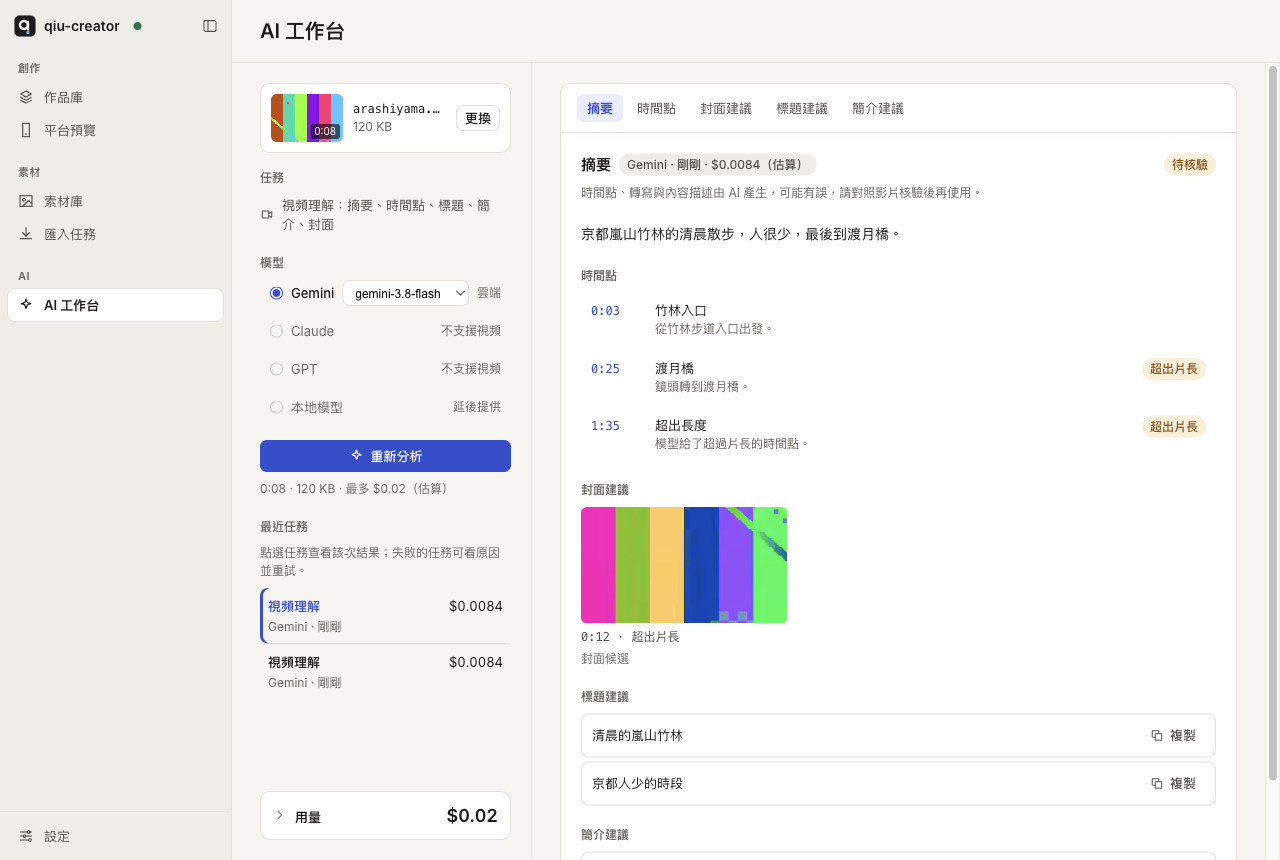 qiu-creator
創作
作品庫
平台預覽
素材
素材庫
匯入任務
AI
AI 工作台
設定
AI 工作台
0:08
arashiyama.…
120 KB
更換
任務
視頻理解：摘要、時間點、標題、簡
介、封面
模型
Gemini gemini-3.8-flash 雲端
Claude 不支援視頻
GPT 不支援視頻
本地模型 延後提供
重新分析
0:08 · 120 KB · 最多 $0.02（估算）
最近任務
點選任務查看該次結果；失敗的任務可看原因
並重試。
視頻理解 $0.0084
Gemini · 剛剛
視頻理解 $0.0084
Gemini · 剛剛
用量 $0.02
摘要 時間點 封面建議 標題建議 簡介建議
摘要 Gemini · 剛剛 · $0.0084（估算） 待核驗
時間點、轉寫與內容描述由 AI 產生，可能有誤，請對照影片核驗後再使用。
京都嵐山竹林的清晨散步，人很少，最後到渡月橋。
時間點
0:03 竹林入口
從竹林步道入口出發。
0:25 渡月橋 超出片長
鏡頭轉到渡月橋。
1:35 超出長度 超出片長
模型給了超過片長的時間點。
封面建議
0:12 · 超出片長
封面候選
標題建議
清晨的嵐山竹林 複製
京都人少的時段 複製
簡介建議